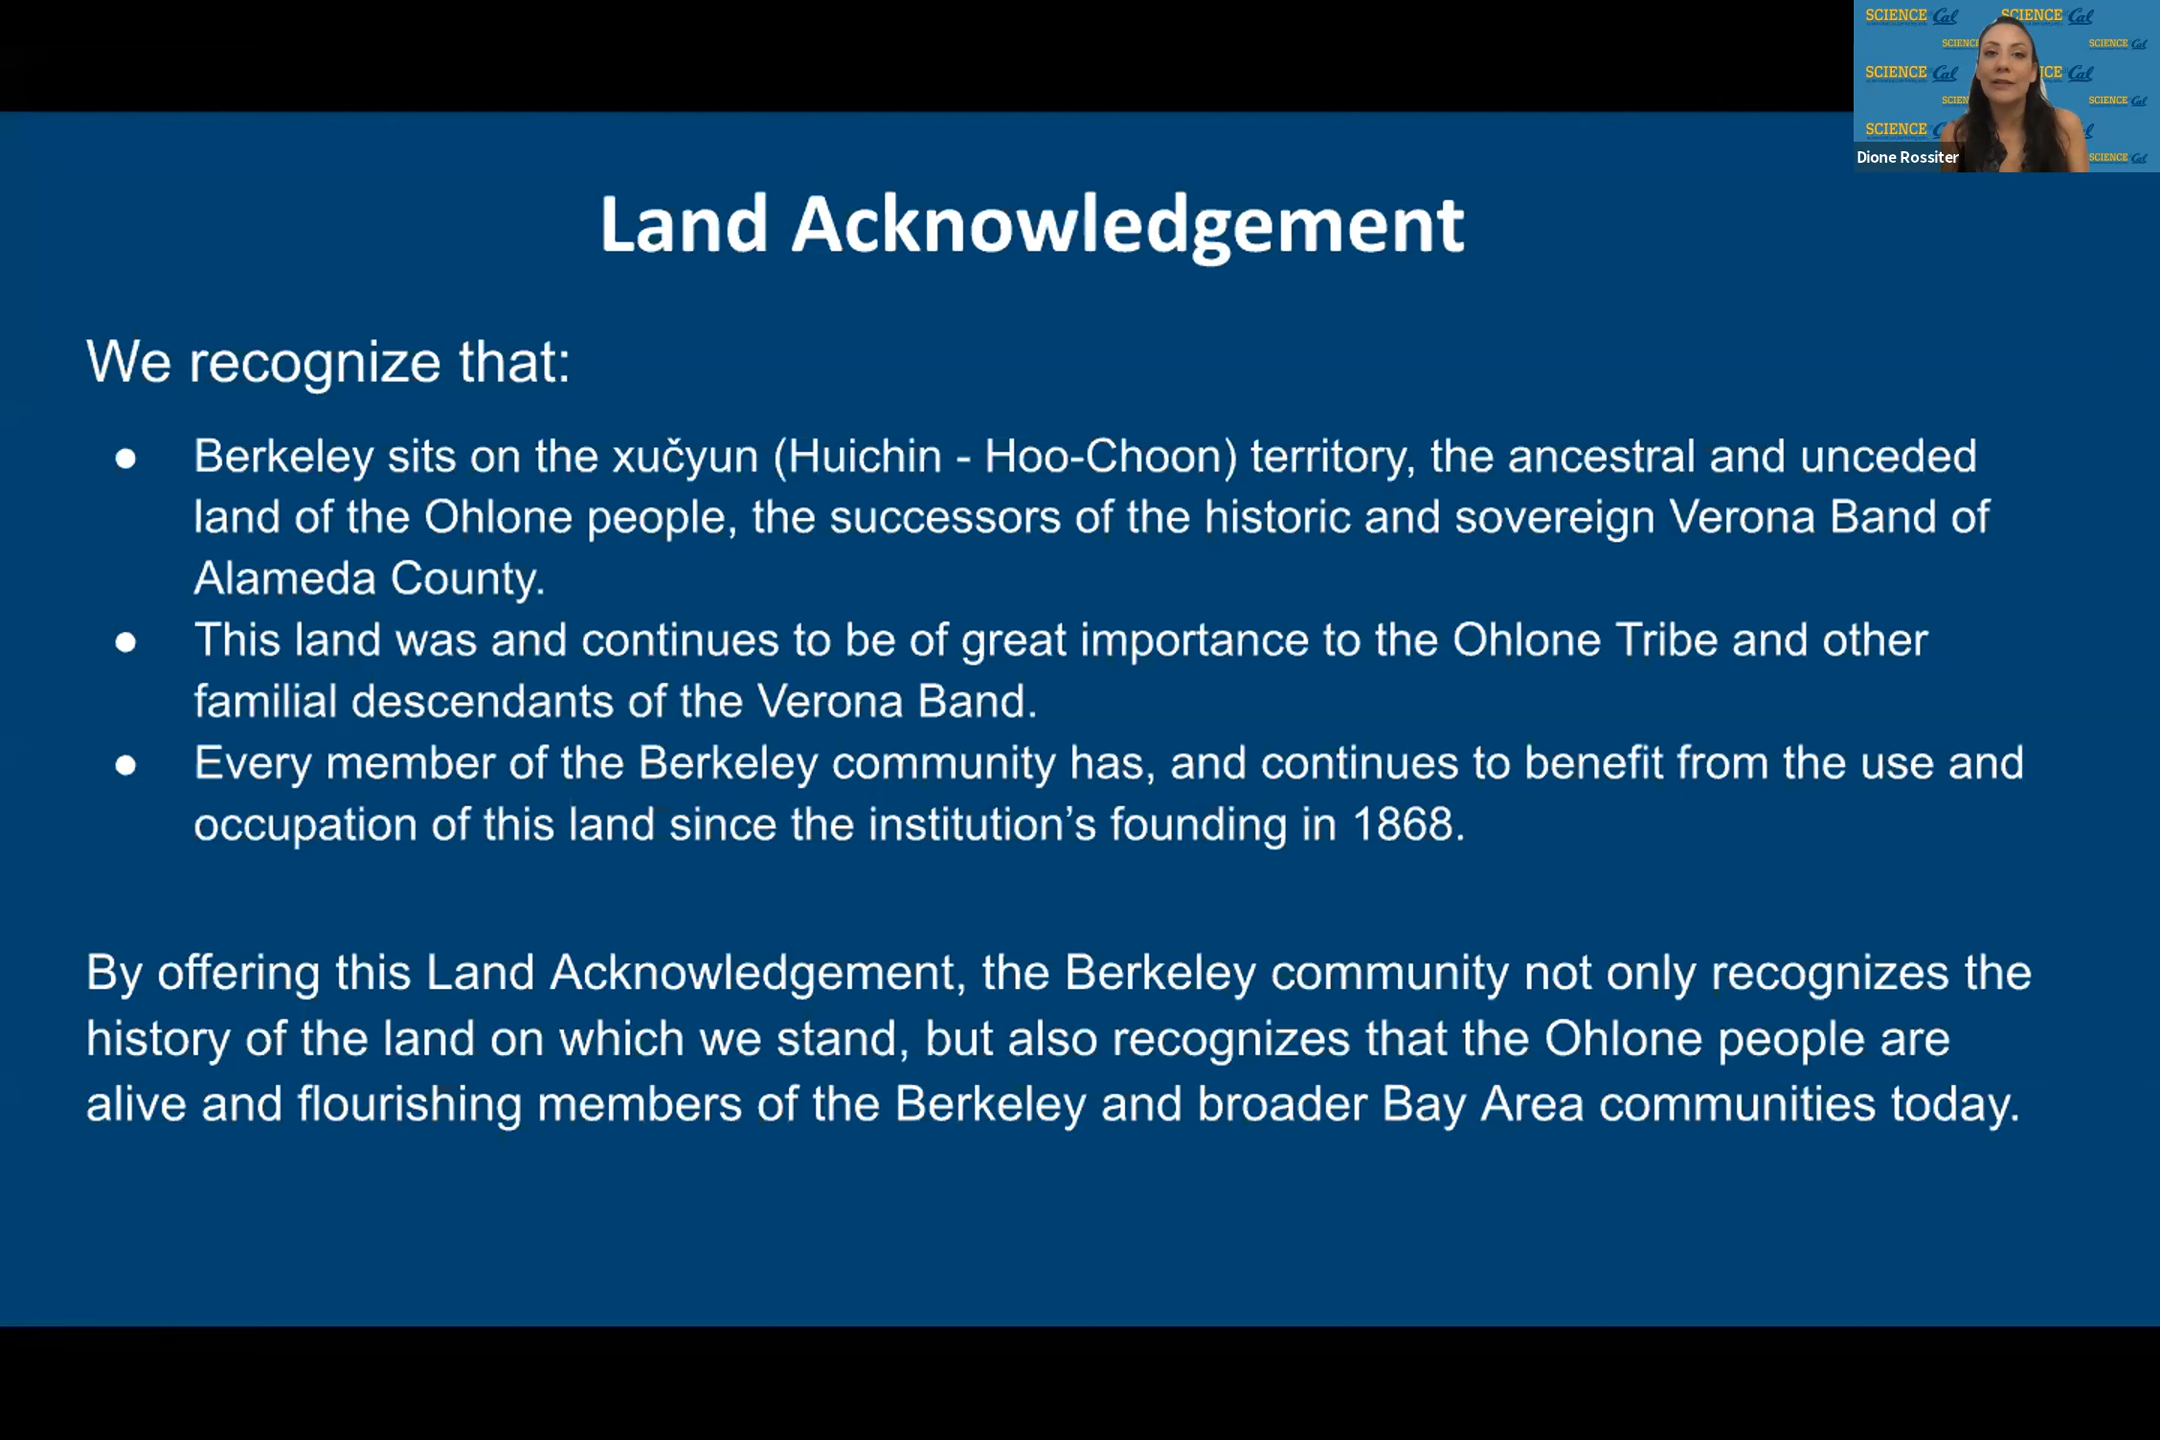 SCIENCE Cal SCIENCE Cal
SCIENCE Cal
SCIENCE Cal Cal
SCIENCE Cal
SCIENCE
SCIENCE Cal
Dione Rossiter
Land Acknowledgement
We recognize that:
● Berkeley sits on the xučyun (Huichin - Hoo-Choon) territory, the ancestral and unceded
land of the Ohlone people, the successors of the historic and sovereign Verona Band of
Alameda County.
● This land was and continues to be of great importance to the Ohlone Tribe and other
familial descendants of the Verona Band.
● Every member of the Berkeley community has, and continues to benefit from the use and
occupation of this land since the institution’s founding in 1868.
By offering this Land Acknowledgement, the Berkeley community not only recognizes the
history of the land on which we stand, but also recognizes that the Ohlone people are
alive and flourishing members of the Berkeley and broader Bay Area communities today.